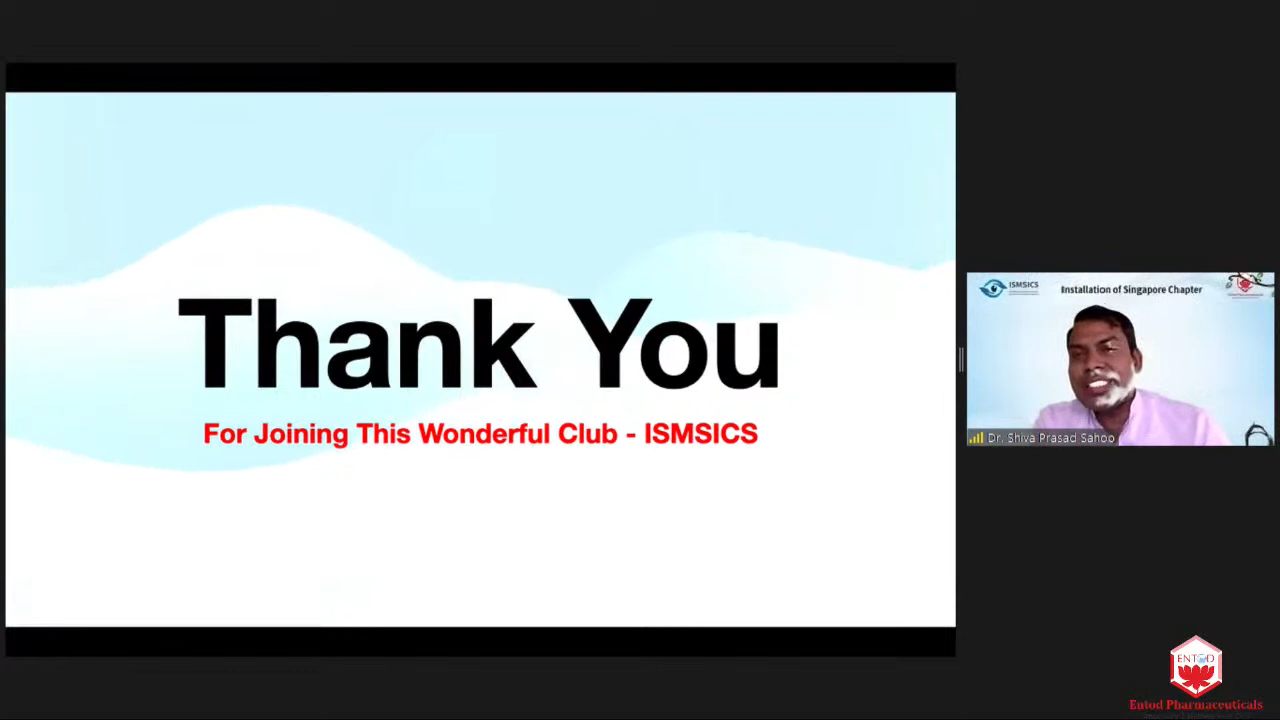 Thank You
For Joining This Wonderful Club - ISMSICS
ISMSICS
Installation of Singapore Chapter
Dr. Shiva Prasad Sahoo
ENTOD
Entod Pharmaceuticals